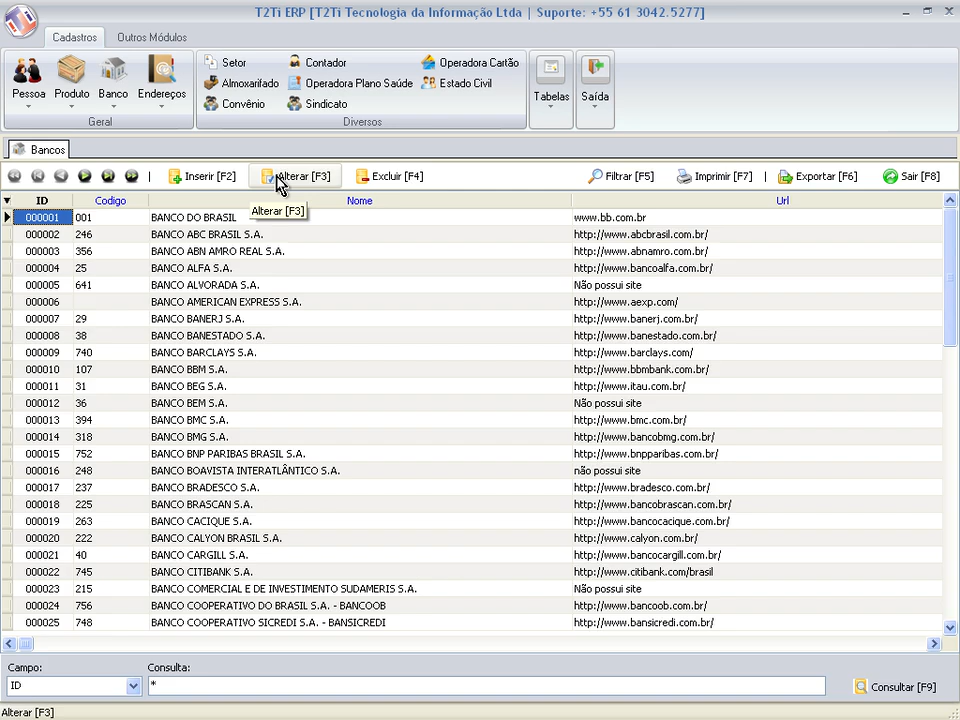 T2Ti ERP [T2Ti Tecnologia da Informação Ltda | Suporte: +55 61 3042.5277]
Cadastros Outros Módulos
Pessoa Produto Banco Endereços
Geral
Setor Contador Operadora Cartão
Almoxarifado Operadora Plano Saúde Estado Civil
Convênio Sindicato
Diversos
Tabelas Saída
Bancos
Inserir [F2] Alterar [F3] Excluir [F4] Filtrar [F5] Imprimir [F7] Exportar [F6] Sair [F8]
ID Codigo Nome Url
Alterar [F3]
000001 001 BANCO DO BRASIL www.bb.com.br
000002 246 BANCO ABC BRASIL S.A. http://www.abcbrasil.com.br/
000003 356 BANCO ABN AMRO REAL S.A. http://www.abnamro.com.br/
000004 25 BANCO ALFA S.A. http://www.bancoalfa.com.br/
000005 641 BANCO ALVORADA S.A. Não possui site
000006 BANCO AMERICAN EXPRESS S.A. http://www.aexp.com/
000007 29 BANCO BANERJ S.A. http://www.banerj.com.br/
000008 38 BANCO BANESTADO S.A. http://www.banestado.com.br/
000009 740 BANCO BARCLAYS S.A. http://www.barclays.com/
000010 107 BANCO BBM S.A. http://www.bbmbank.com.br/
000011 31 BANCO BEG S.A. http://www.itau.com.br/
000012 36 BANCO BEM S.A. Não possui site
000013 394 BANCO BMC S.A. http://www.bmc.com.br/
000014 318 BANCO BMG S.A. http://www.bancobmg.com.br/
000015 752 BANCO BNP PARIBAS BRASIL S.A. http://www.bnpparibas.com.br/
000016 248 BANCO BOAVISTA INTERATLÂNTICO S.A. não possui site
000017 237 BANCO BRADESCO S.A. http://www.bradesco.com.br/
000018 225 BANCO BRASCAN S.A. http://www.bancobrascan.com.br/
000019 263 BANCO CACIQUE S.A. http://www.bancocacique.com.br/
000020 222 BANCO CALYON BRASIL S.A. http://www.calyon.com.br/
000021 40 BANCO CARGILL S.A. http://www.bancocargill.com.br/
000022 745 BANCO CITIBANK S.A. http://www.citibank.com/brasil
000023 215 BANCO COMERCIAL E DE INVESTIMENTO SUDAMERIS S.A. Não possui site
000024 756 BANCO COOPERATIVO DO BRASIL S.A. - BANCOOB http://www.bancoob.com.br/
000025 748 BANCO COOPERATIVO SICREDI S.A. - BANSICREDI http://www.bansicredi.com.br/
Campo: Consulta:
ID * Consultar [F9]
Alterar [F3]